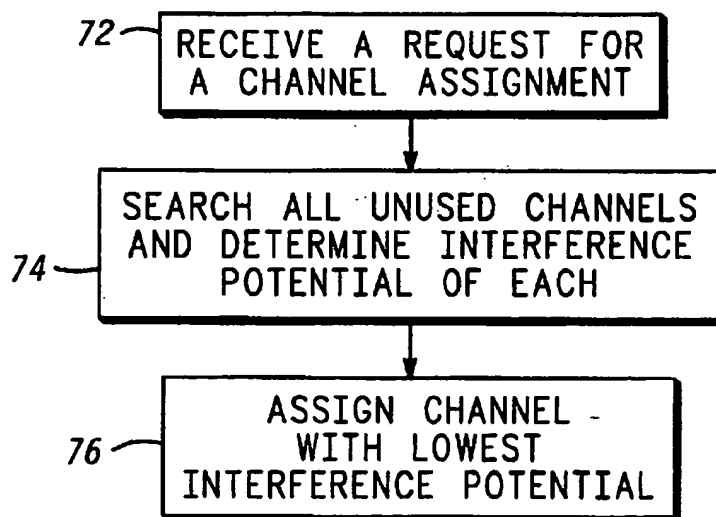 72
RECEIVE A REQUEST FOR
A CHANNEL ASSIGNMENT
74
SEARCH ALL UNUSED CHANNELS
AND DETERMINE INTERFERENCE
POTENTIAL OF EACH
76
ASSIGN CHANNEL
WITH LOWEST
INTERFERENCE POTENTIAL